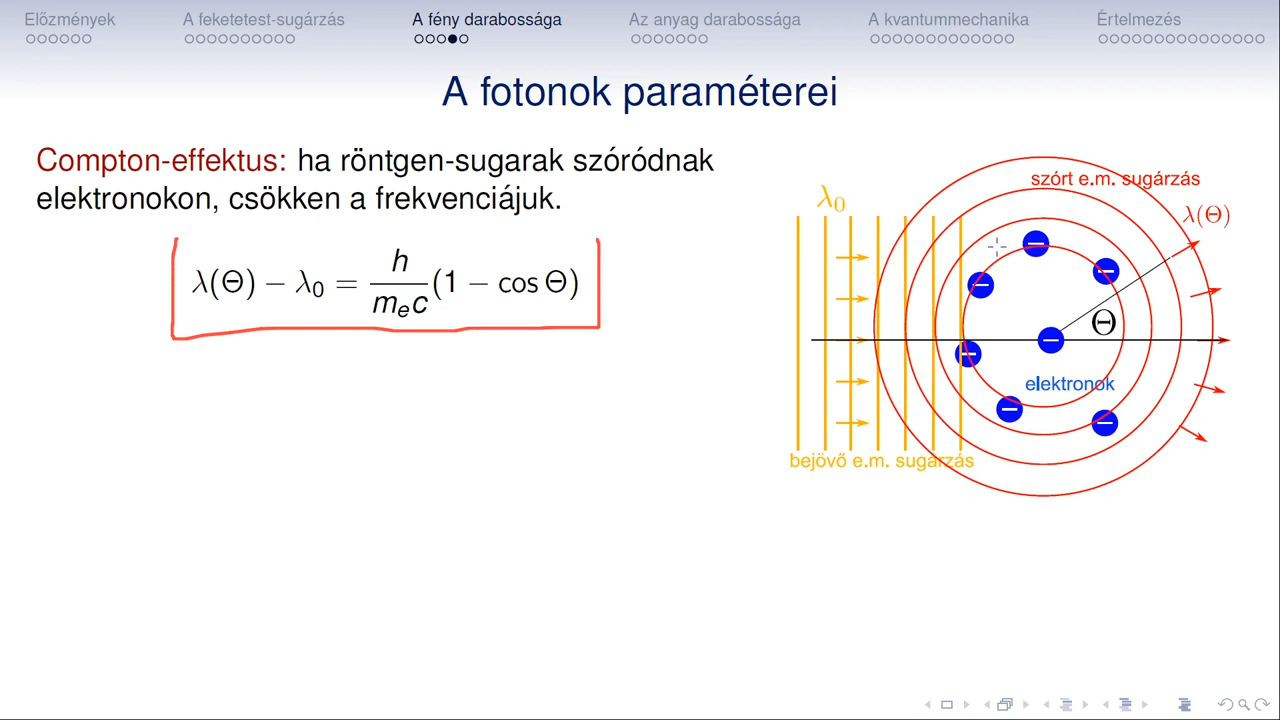 Előzmények
A feketetest-sugárzás
A fény darabossága
Az anyag darabossága
A kvantummechanika
Értelmezés
A fotonok paraméterei
Compton-effektus: ha röntgen-sugarak szóródnak
elektronokon, csökken a frekvenciájuk.
λ(Θ) − λ₀ = h/(mₑc) (1 − cos Θ)
λ₀
szórt e.m. sugárzás
λ(Θ)
Θ
elektronok
bejövő e.m. sugárzás